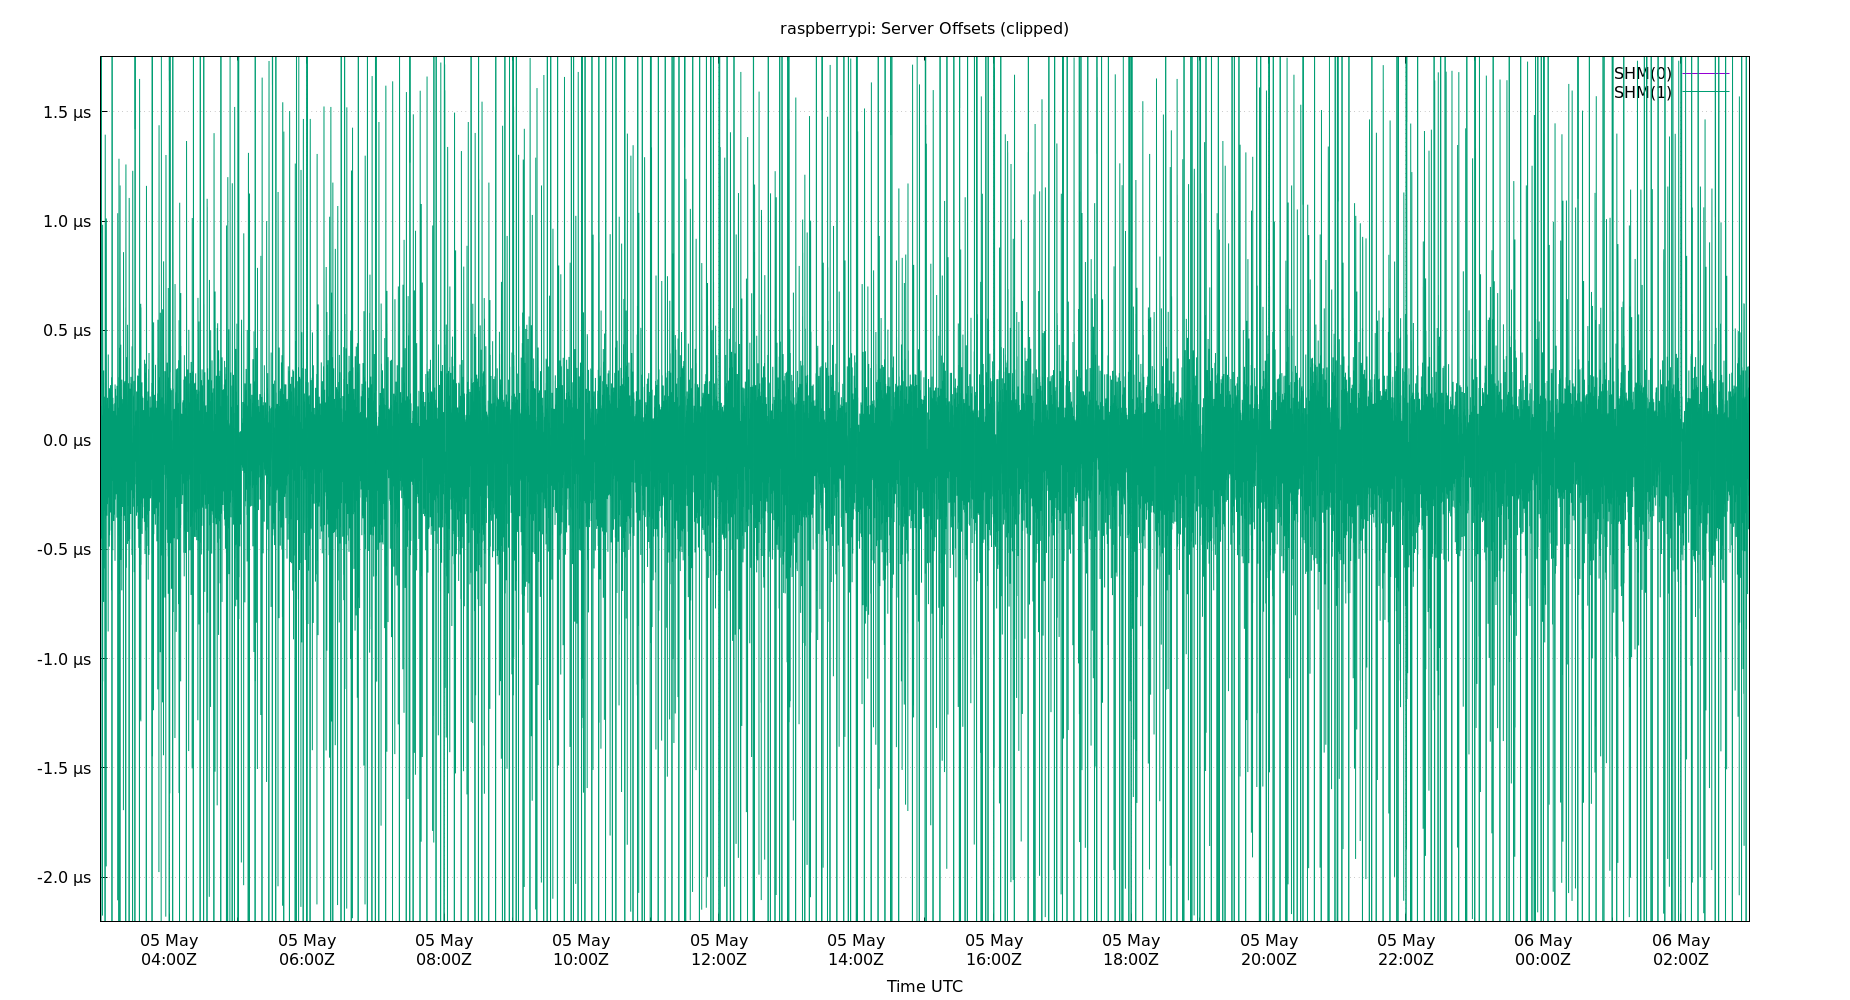 raspberrypi: Server Offsets (clipped)
SHM(0)
SHM(1)
1.5 µs
1.0 µs
0.5 µs
0.0 µs
-0.5 µs
-1.0 µs
-1.5 µs
-2.0 µs
05 May 05 May 05 May 05 May 05 May 05 May 05 May 05 May 05 May 05 May 06 May 06 May
04:00Z 06:00Z 08:00Z 10:00Z 12:00Z 14:00Z 16:00Z 18:00Z 20:00Z 22:00Z 00:00Z 02:00Z
Time UTC